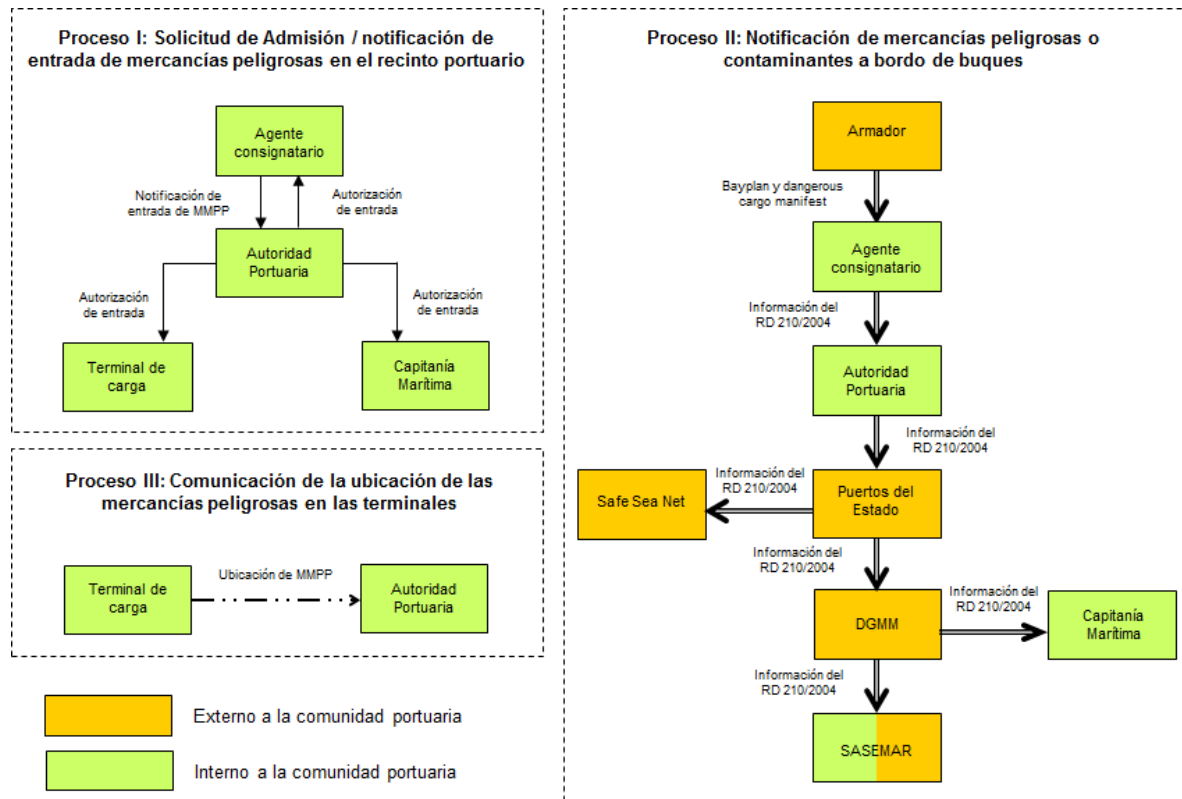 Proceso I: Solicitud de Admisión / notificación de
entrada de mercancías peligrosas en el recinto portuario
Agente
consignatario
Notificación de
entrada de MMPP
Autorización
de entrada
Autoridad
Portuaria
Autorización
de entrada
Autorización
de entrada
Terminal de
carga
Capitanía
Marítima
Proceso III: Comunicación de la ubicación de las
mercancías peligrosas en las terminales
Terminal de
carga
Ubicación de MMPP
Autoridad
Portuaria
Externo a la comunidad portuaria
Interno a la comunidad portuaria
Proceso II: Notificación de mercancías peligrosas o
contaminantes a bordo de buques
Armador
Bayplan y dangerous
cargo manifest
Agente
consignatario
Información del
RD 210/2004
Autoridad
Portuaria
Información del
RD 210/2004
Información del
RD 210/2004
Safe Sea Net
Puertos del
Estado
Información del
RD 210/2004
Información del
RD 210/2004
DGMM
Capitanía
Marítima
Información del
RD 210/2004
SASEMAR